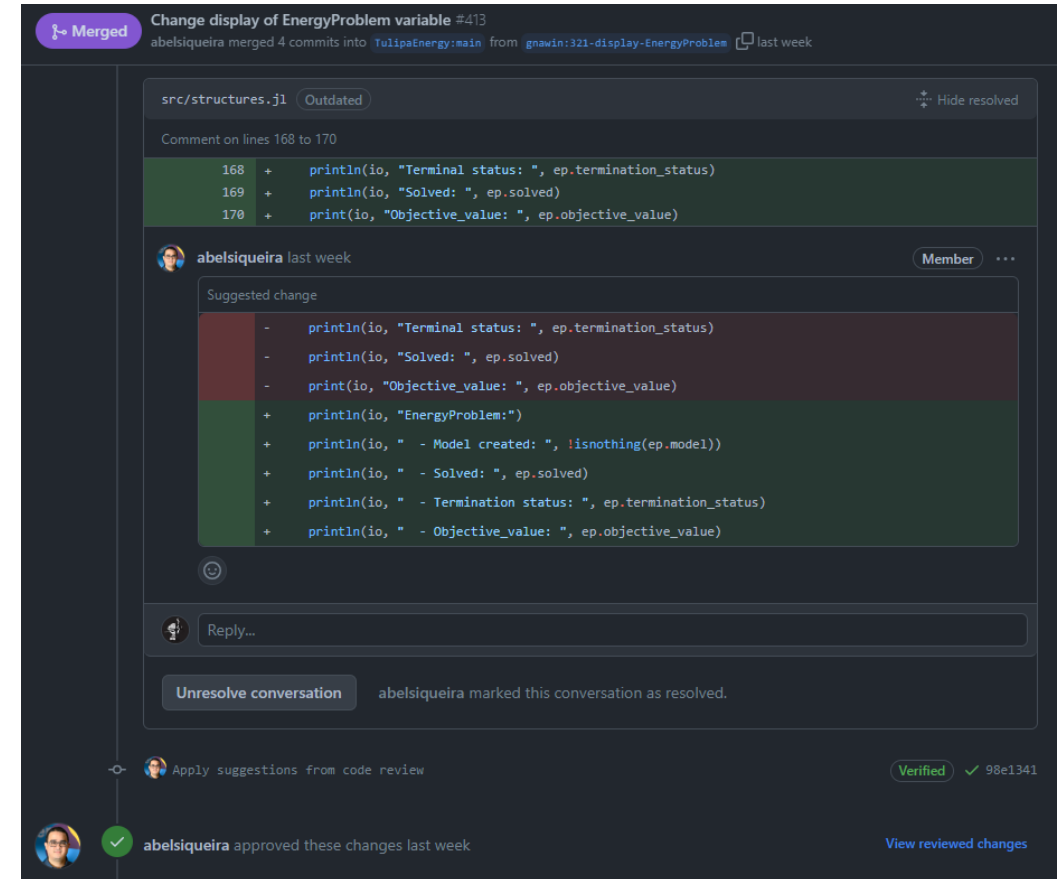 Merged
Change display of EnergyProblem variable #413
abelsiqueira merged 4 commits into TulipaEnergy:main from gnawin:321-display-EnergyProblem last week
src/structures.jl Outdated Hide resolved
Comment on lines 168 to 170
168 + println(io, "Terminal status: ", ep.termination_status)
169 + println(io, "Solved: ", ep.solved)
170 + print(io, "Objective_value: ", ep.objective_value)
abelsiqueira last week Member ...
Suggested change
- println(io, "Terminal status: ", ep.termination_status)
- println(io, "Solved: ", ep.solved)
- print(io, "Objective_value: ", ep.objective_value)
+ println(io, "EnergyProblem:")
+ println(io, "  - Model created: ", !isnothing(ep.model))
+ println(io, "  - Solved: ", ep.solved)
+ println(io, "  - Termination status: ", ep.termination_status)
+ println(io, "  - Objective_value: ", ep.objective_value)
Reply...
Unresolve conversation abelsiqueira marked this conversation as resolved.
Apply suggestions from code review Verified 98e1341
abelsiqueira approved these changes last week View reviewed changes